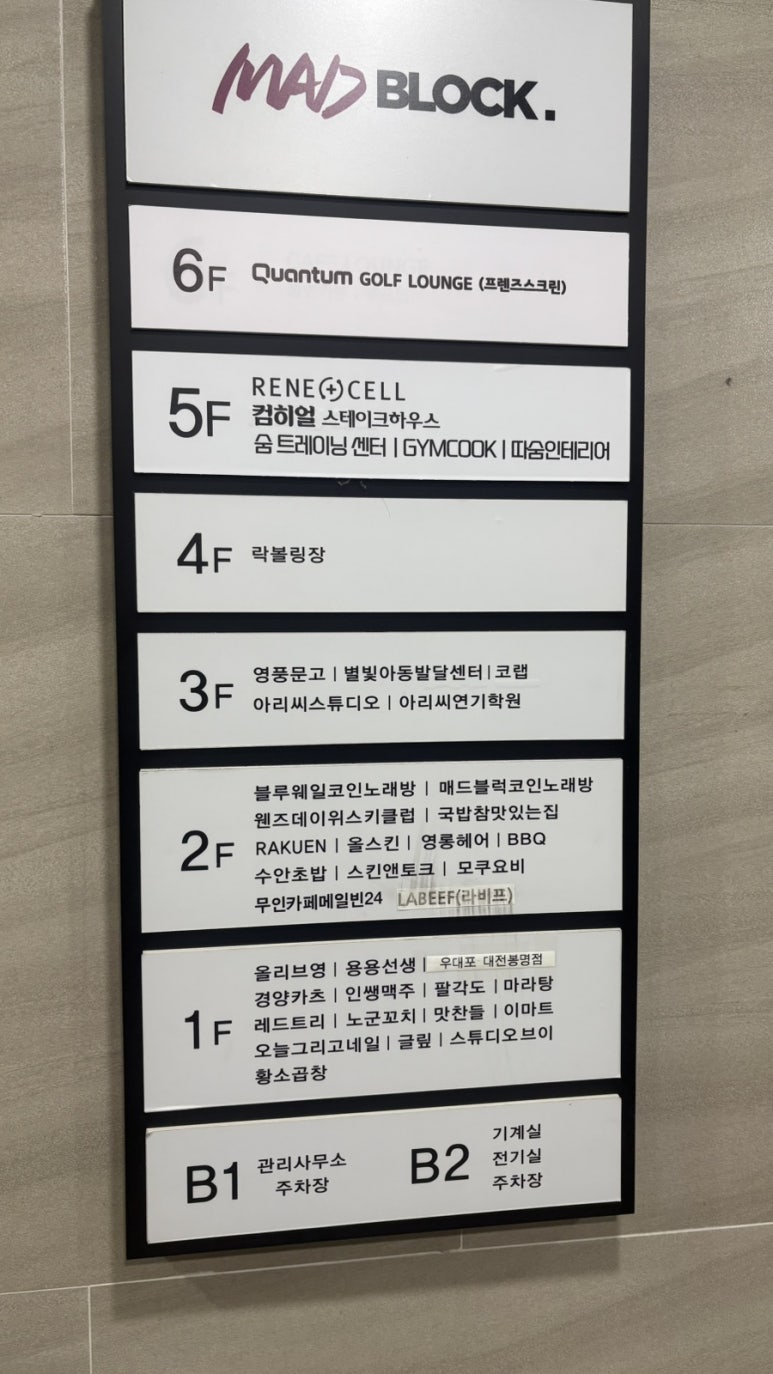 MAD BLOCK.
6F Quantum GOLF LOUNGE (프렌즈스크린)
5F
RENE CELL
컴히얼 스테이크하우스
숨 트레이닝 센터 | GYMCOOK | 따숨인테리어
4F 락볼링장
3F
영풍문고 | 별빛아동발달센터 | 코랩
아리씨스튜디오 | 아리씨연기학원
2F
블루웨일코인노래방 | 매드블럭코인노래방
웬즈데이위스키클럽 | 국밥참맛있는집
RAKUEN | 올스킨 | 영롱헤어 | BBQ
수안초밥 | 스킨앤토크 | 모쿠요비
무인카페메일빈24 LABEEF(라비프)
1F
올리브영 | 용용선생 | 우대포 대전봉명점
경양카츠 | 인쌩맥주 | 팔각도 | 마라탕
레드트리 | 노군꼬치 | 맛찬들 | 이마트
오늘그리고네일 | 글맆 | 스튜디오브이
황소곱창
B1
관리사무소
주차장
B2
기계실
전기실
주차장